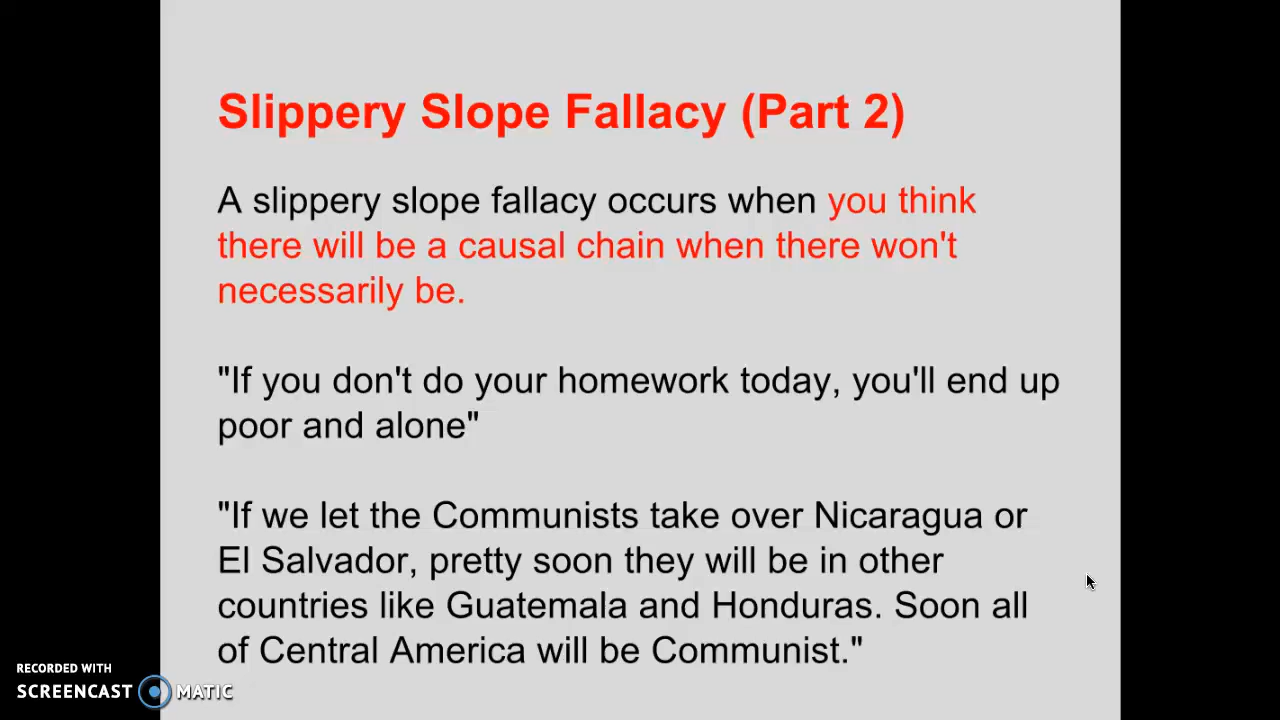 Slippery Slope Fallacy (Part 2)
A slippery slope fallacy occurs when you think
there will be a causal chain when there won't
necessarily be.
"If you don't do your homework today, you'll end up
poor and alone"
"If we let the Communists take over Nicaragua or
El Salvador, pretty soon they will be in other
countries like Guatemala and Honduras. Soon all
of Central America will be Communist."
RECORDED WITH
SCREENCAST MATIC